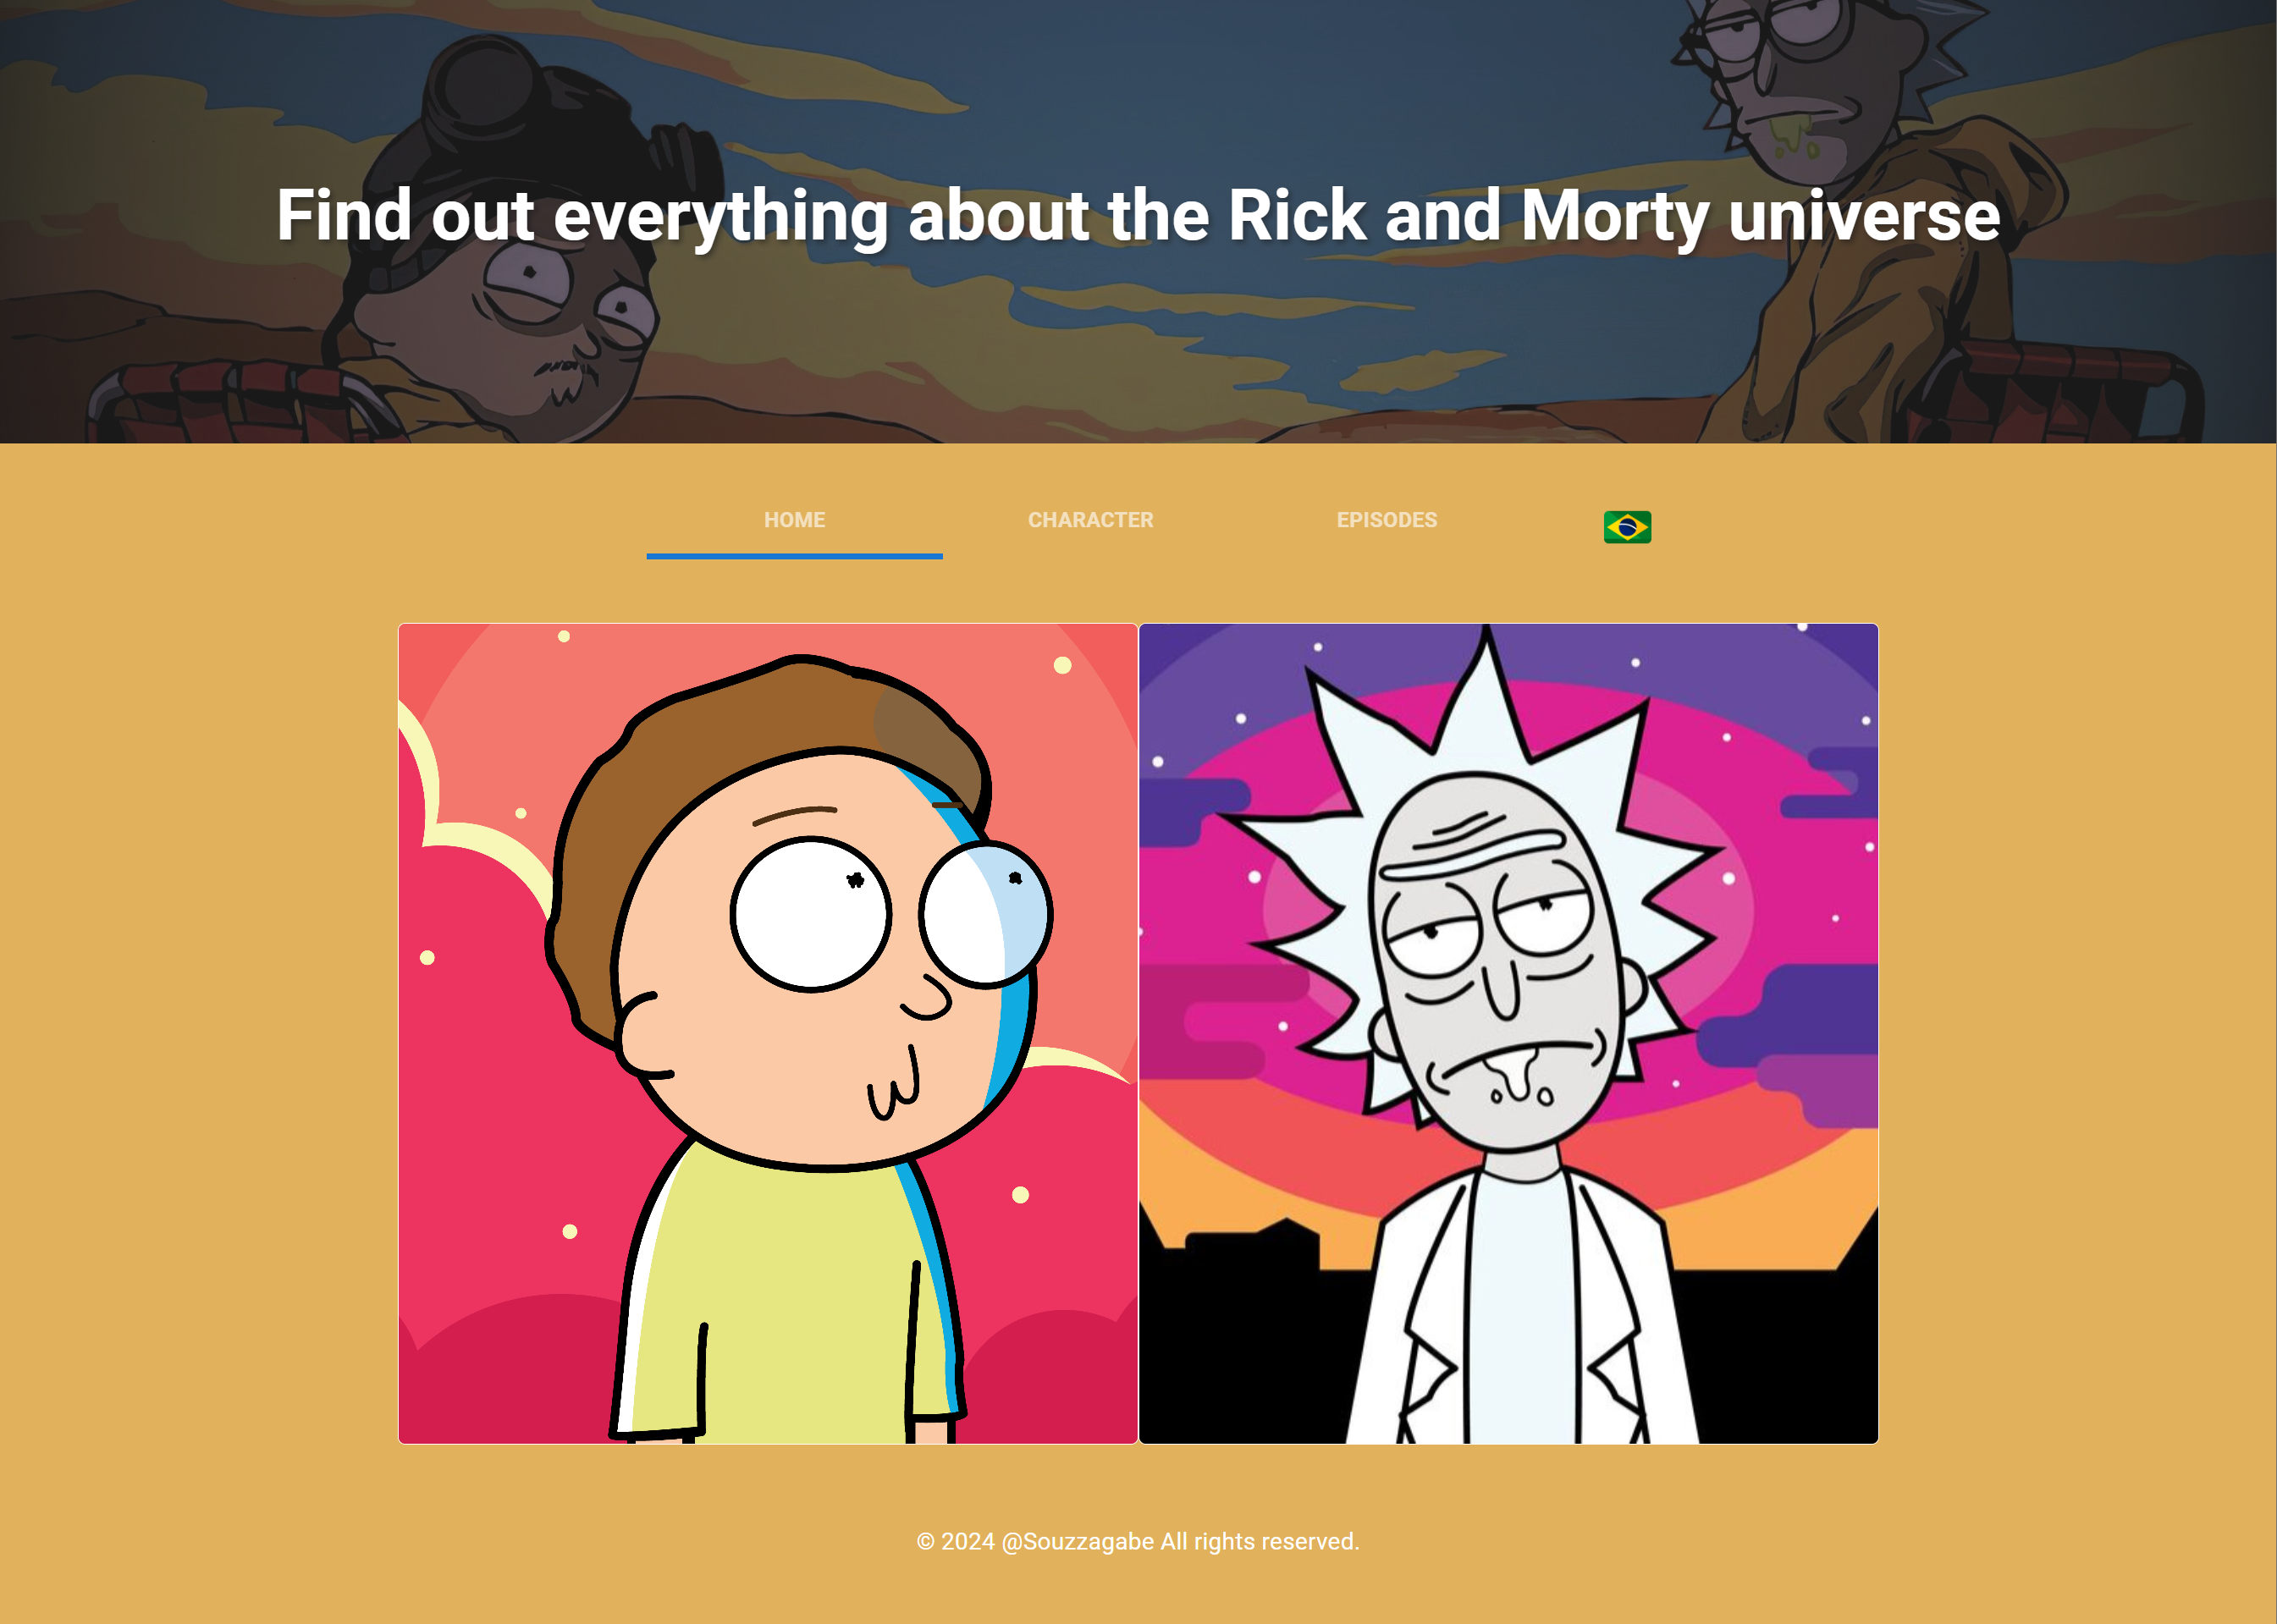 Find out everything about the Rick and Morty universe
HOME
CHARACTER
EPISODES
© 2024 @Souzzagabe All rights reserved.